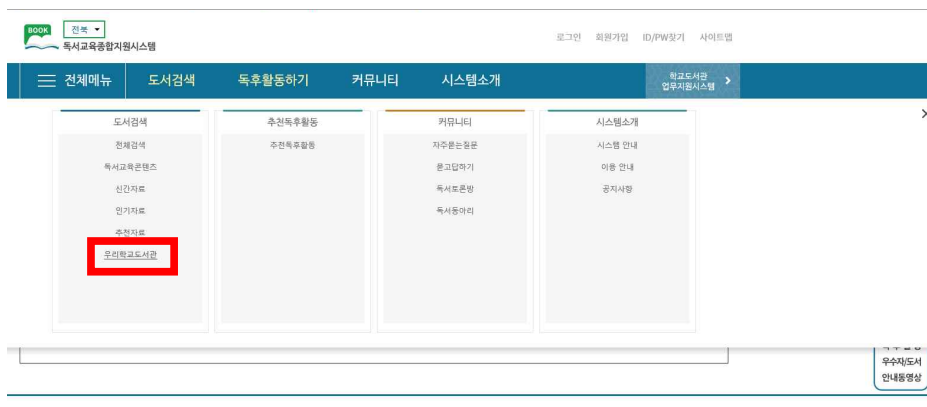 BOOK
전북
독서교육종합지원시스템
로그인 회원가입 ID/PW찾기 사이트맵
전체메뉴 도서검색 독후활동하기 커뮤니티 시스템소개
학교도서관
업무지원시스템
도서검색
전체검색
독서교육콘텐츠
신간자료
인기자료
추천자료
우리학교도서관
추천독후활동
추천독후활동
커뮤니티
자주묻는질문
묻고답하기
독서토론방
독서동아리
시스템소개
시스템 안내
이용 안내
공지사항
우수자/도서
안내동영상